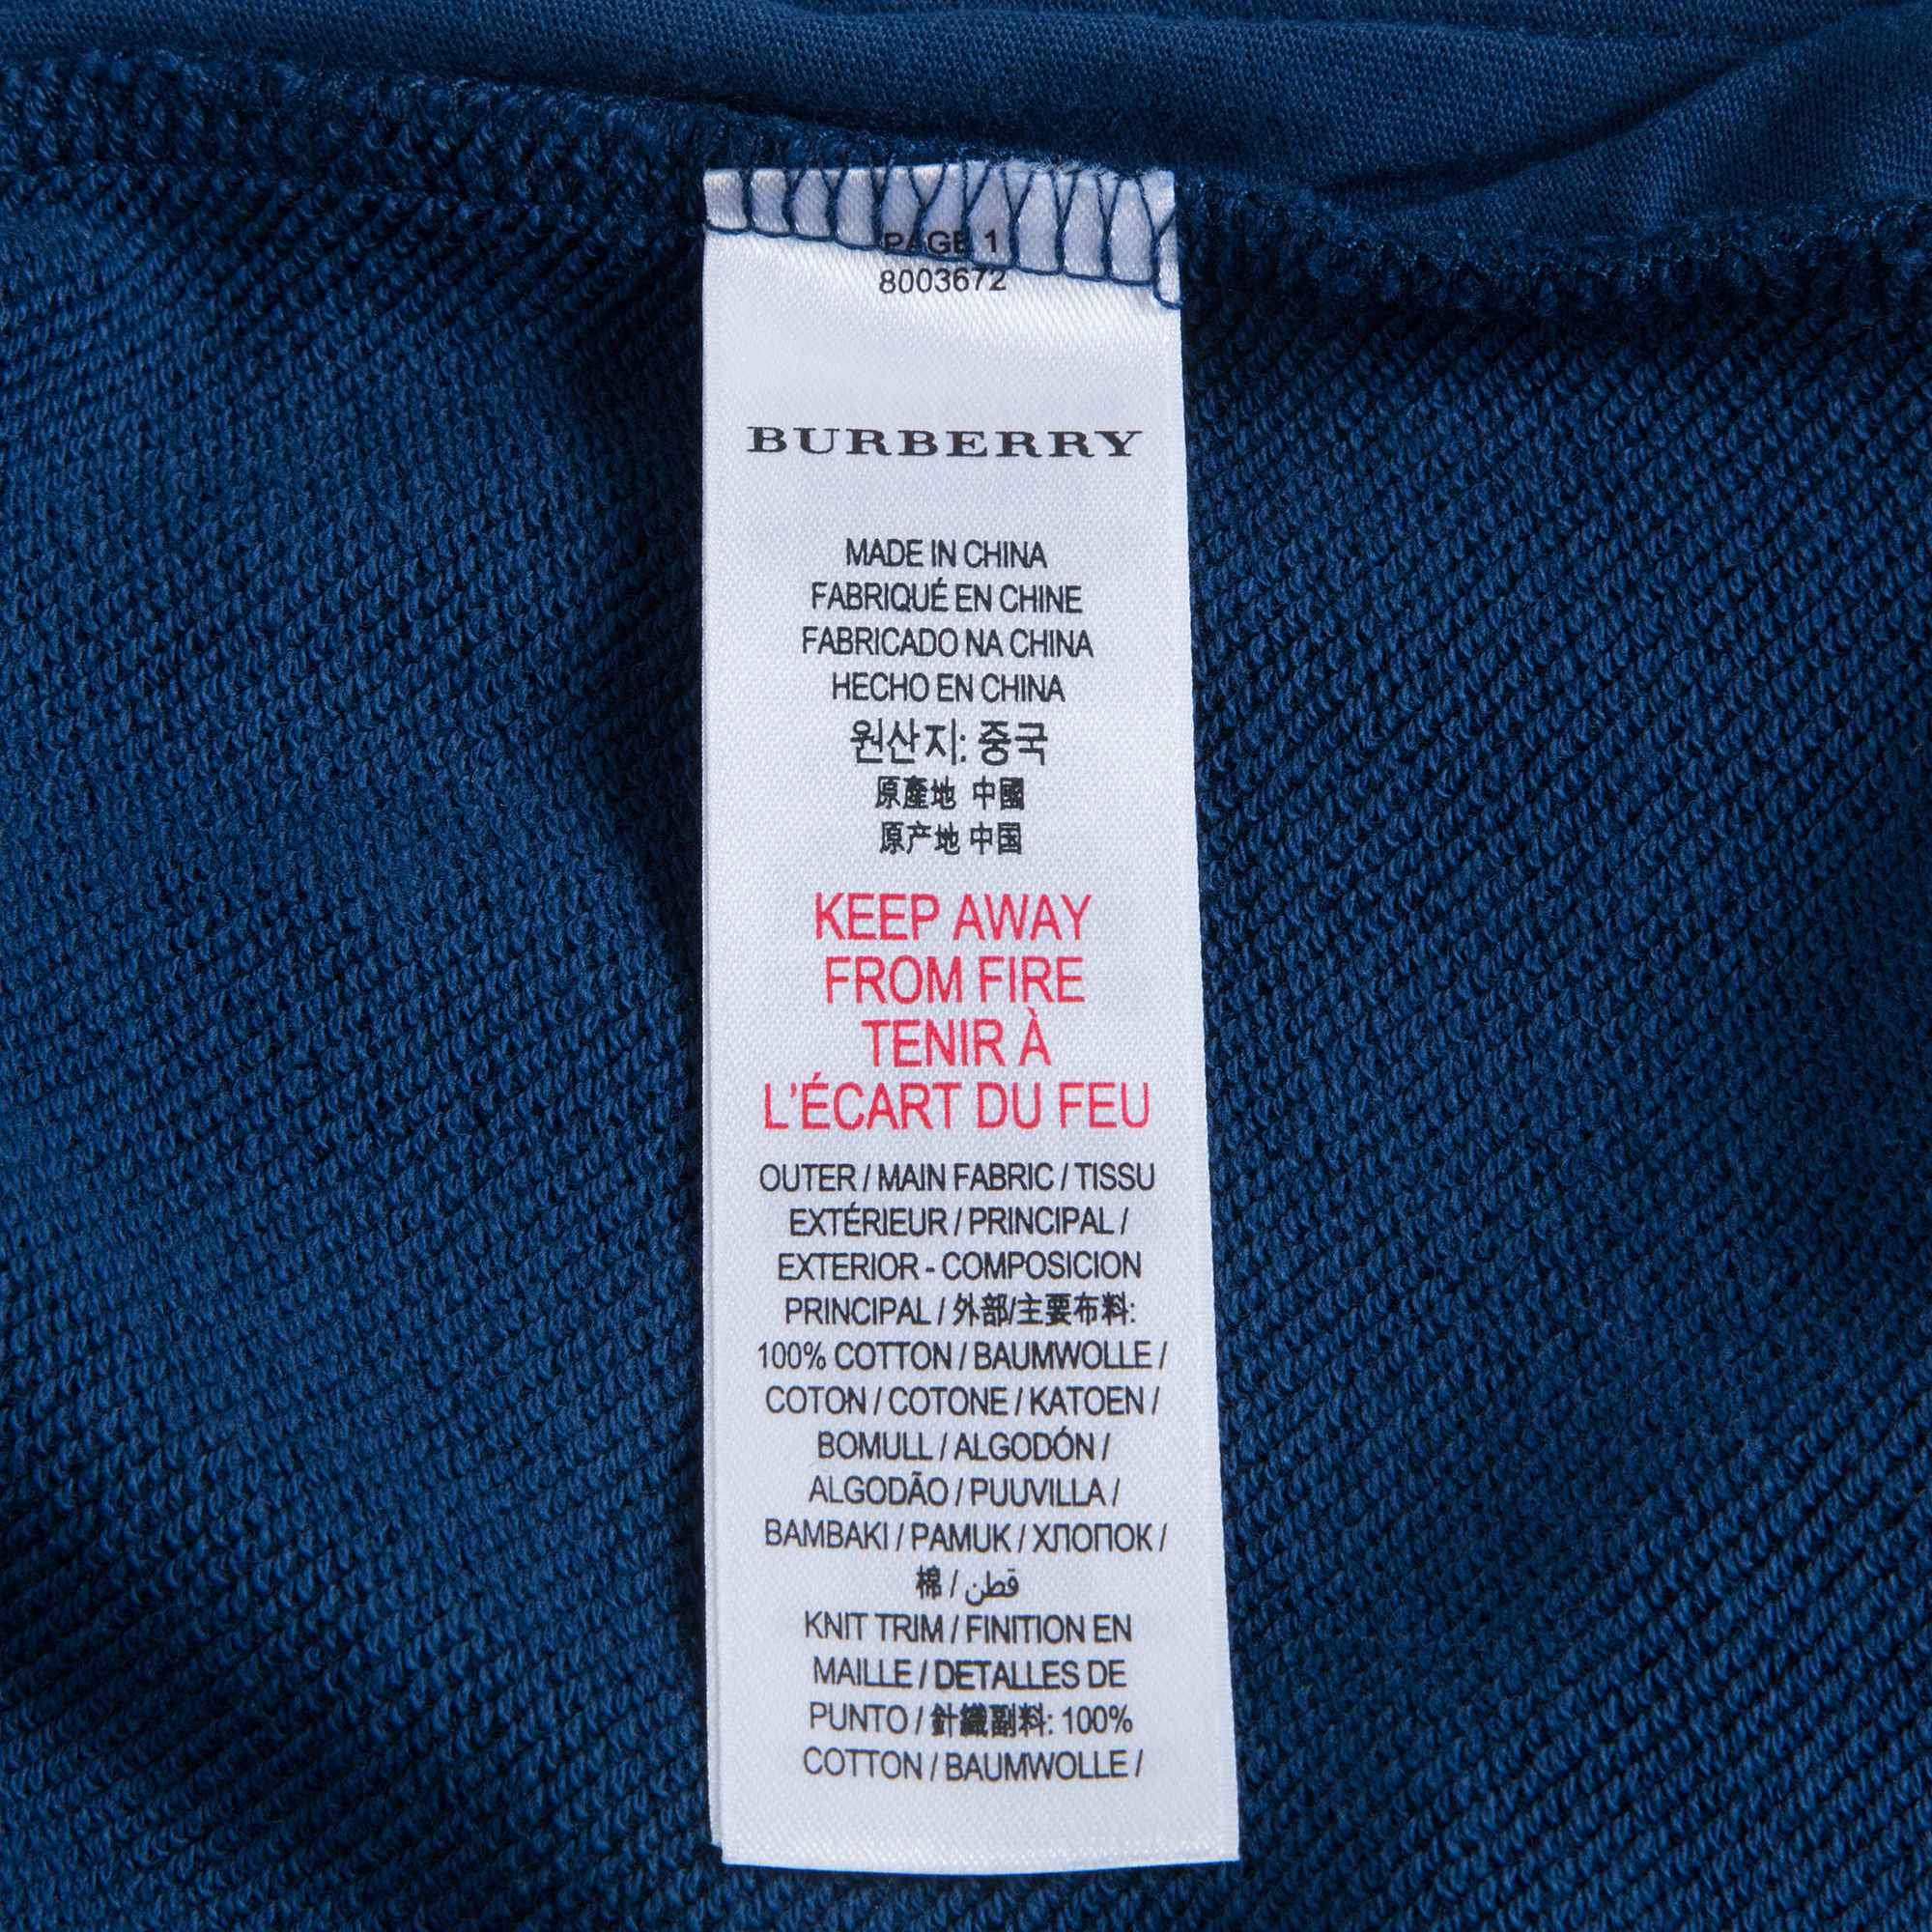 PAGE 1
8003672
BURBERRY
MADE IN CHINA
FABRIQUÉ EN CHINE
FABRICADO NA CHINA
HECHO EN CHINA
원산지: 중국
原產地 中國
原产地 中国
KEEP AWAY
FROM FIRE
TENIR À
L'ÉCART DU FEU
OUTER / MAIN FABRIC / TISSU
EXTÉRIEUR / PRINCIPAL /
EXTERIOR - COMPOSICION
PRINCIPAL / 外部/主要布料:
100% COTTON / BAUMWOLLE /
COTON / COTONE / KATOEN /
BOMULL / ALGODÓN /
ALGODÃO / PUUVILLA /
BAMBAKI / PAMUK / ХЛОПОК /
棉 / قطن
KNIT TRIM / FINITION EN
MAILLE / DETALLES DE
PUNTO / 針織副料: 100%
COTTON / BAUMWOLLE /